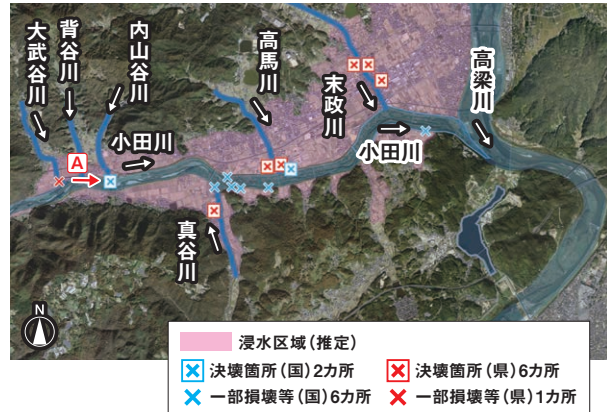 大武谷川
背谷川
内山谷川
高馬川
末政川
高梁川
小田川
小田川
A
真谷川
N
浸水区域(推定)
決壊箇所(国)2カ所
決壊箇所(県)6カ所
一部損壊等(国)6カ所
一部損壊等(県)1カ所